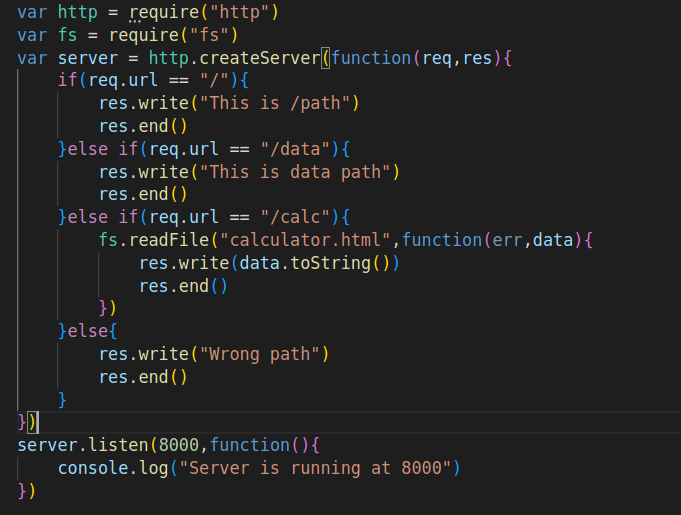 var http = require("http")
var fs = require("fs")
var server = http.createServer(function(req,res){
    if(req.url == "/"){
        res.write("This is /path")
        res.end()
    }else if(req.url == "/data"){
        res.write("This is data path")
        res.end()
    }else if(req.url == "/calc"){
        fs.readFile("calculator.html",function(err,data){
            res.write(data.toString())
            res.end()
        })
    }else{
        res.write("Wrong path")
        res.end()
    }
})
server.listen(8000,function(){
    console.log("Server is running at 8000")
})